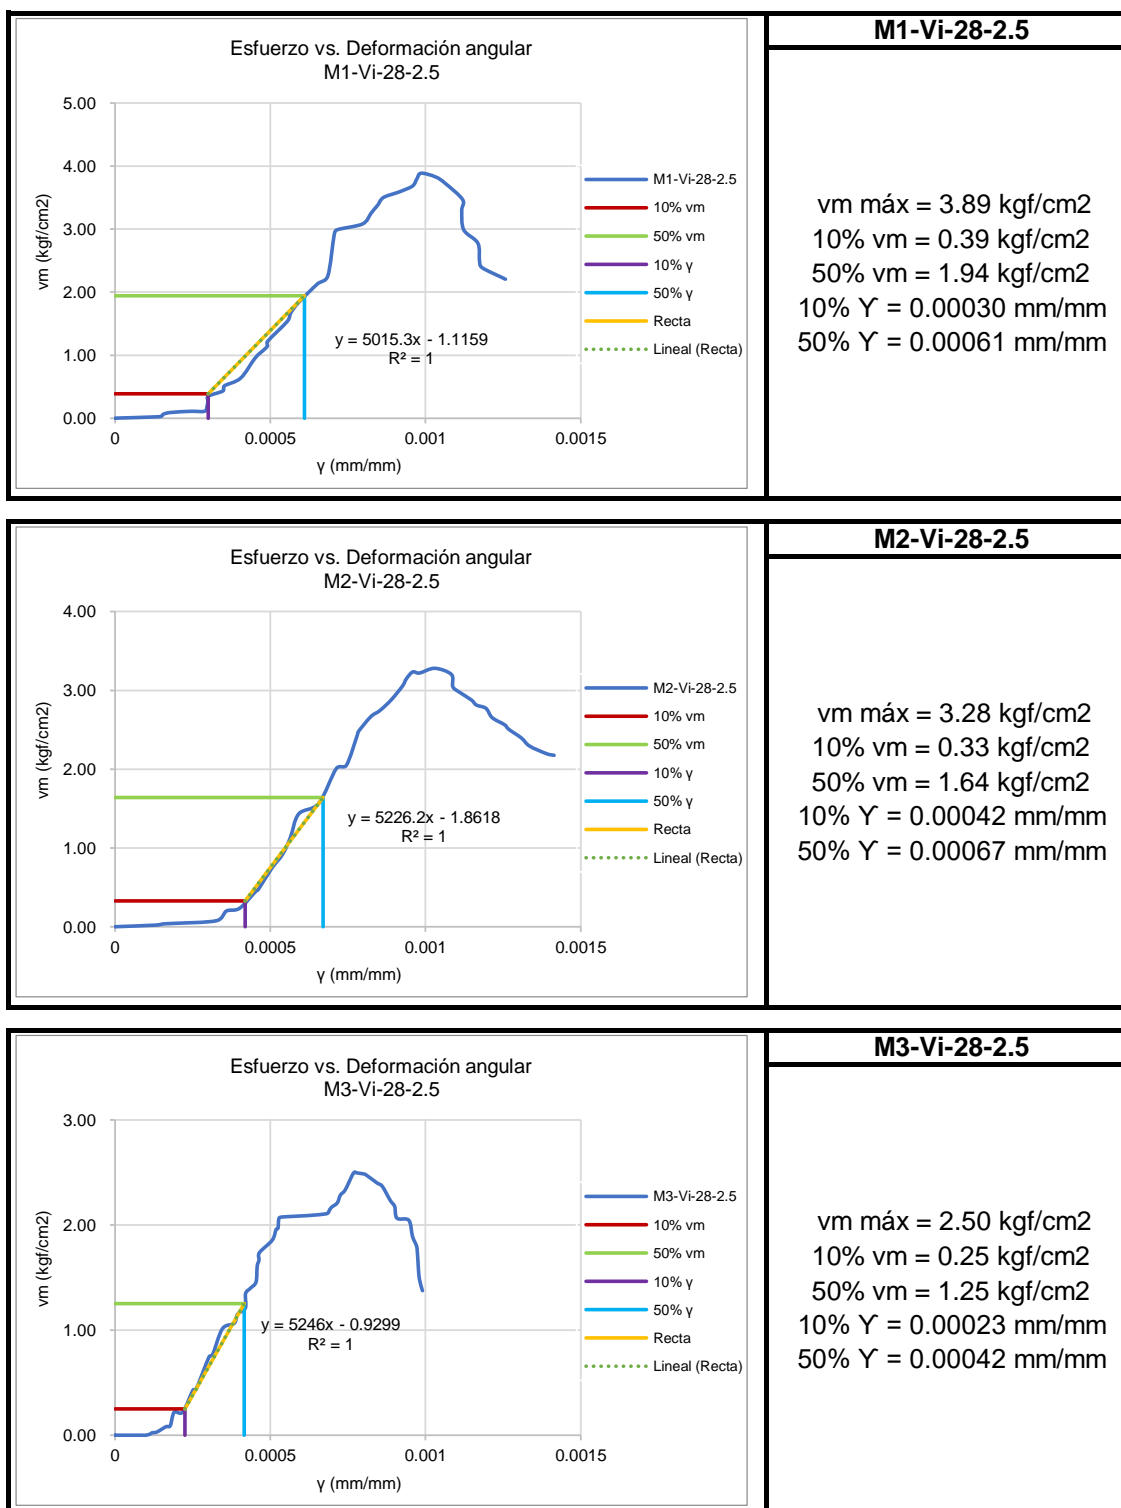 Esfuerzo vs. Deformación angular
M1-Vi-28-2.5
5.00
4.00
3.00
2.00
1.00
0.00
vm (kgf/cm2)
0
0.0005
0.001
0.0015
γ (mm/mm)
y = 5015.3x - 1.1159
R² = 1
M1-Vi-28-2.5
10% vm
50% vm
10% γ
50% γ
Recta
Lineal (Recta)
M1-Vi-28-2.5
vm máx = 3.89 kgf/cm2
10% vm = 0.39 kgf/cm2
50% vm = 1.94 kgf/cm2
10% ϒ = 0.00030 mm/mm
50% ϒ = 0.00061 mm/mm
Esfuerzo vs. Deformación angular
M2-Vi-28-2.5
4.00
3.00
2.00
1.00
0.00
vm (kgf/cm2)
0
0.0005
0.001
0.0015
γ (mm/mm)
y = 5226.2x - 1.8618
R² = 1
M2-Vi-28-2.5
10% vm
50% vm
10% γ
50% γ
Recta
Lineal (Recta)
M2-Vi-28-2.5
vm máx = 3.28 kgf/cm2
10% vm = 0.33 kgf/cm2
50% vm = 1.64 kgf/cm2
10% ϒ = 0.00042 mm/mm
50% ϒ = 0.00067 mm/mm
Esfuerzo vs. Deformación angular
M3-Vi-28-2.5
3.00
2.00
1.00
0.00
vm (kgf/cm2)
0
0.0005
0.001
0.0015
γ (mm/mm)
y = 5246x - 0.9299
R² = 1
M3-Vi-28-2.5
10% vm
50% vm
10% γ
50% γ
Recta
Lineal (Recta)
M3-Vi-28-2.5
vm máx = 2.50 kgf/cm2
10% vm = 0.25 kgf/cm2
50% vm = 1.25 kgf/cm2
10% ϒ = 0.00023 mm/mm
50% ϒ = 0.00042 mm/mm